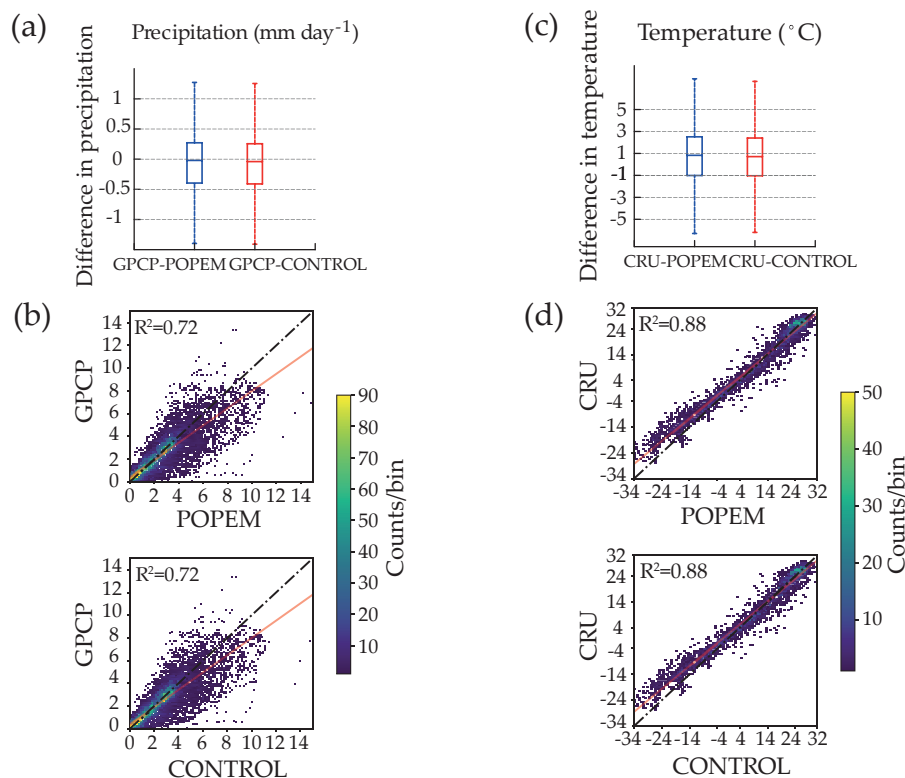 (a) Precipitation (mm day-1)
Difference in precipitation
1
0.5
0
-0.5
-1
GPCP-POPEM GPCP-CONTROL
(c) Temperature (°C)
Difference in temperature
5
3
1
-1
-3
-5
CRU-POPEM CRU-CONTROL
(b)
R²=0.72
GPCP
14
12
10
8
6
4
2
0
0 2 4 6 8 10 12 14
POPEM
R²=0.72
GPCP
14
12
10
8
6
4
2
0
0 2 4 6 8 10 12 14
CONTROL
90
80
70
60
50
40
30
20
10
Counts/bin
(d)
R²=0.88
CRU
32
24
14
4
-4
-14
-24
-34
-34 -24 -14 -4 4 14 24 32
POPEM
R²=0.88
CRU
32
24
14
4
-4
-14
-24
-34
-34 -24 -14 -4 4 14 24 32
CONTROL
50
40
30
20
10
Counts/bin